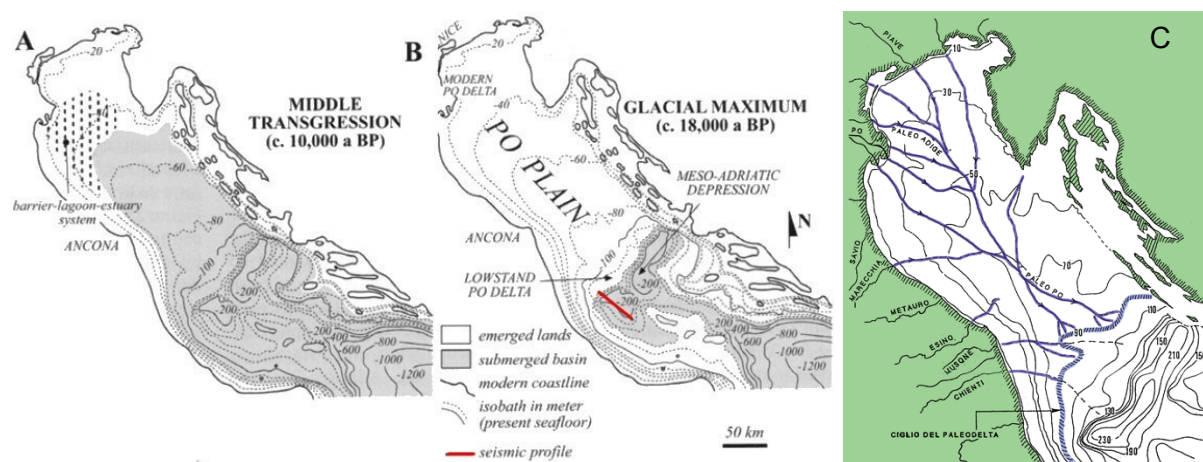 A
-20
-40
MIDDLE
TRANSGRESSION
(c. 10,000 a BP)
-60
barrier-lagoon-estuary
system
-80
ANCONA
-100
-200
-200
-200
-200
-400
-600
-800
-1000
-1200
B
-20
MODERN
PO DELTA
-40
GLACIAL MAXIMUM
(c. 18,000 a BP)
PO PLAIN
-60
MESO-ADRIATIC
DEPRESSION
N
-80
ANCONA
-100
LOWSTAND
PO DELTA
-200
-200
-200
-400
-600
-800
-1000
-1200
emerged lands
submerged basin
modern coastline
isobath in meter
(present seafloor)
seismic profile
50 km
C
PIAVE
10
30
PALEO ADIGE
PO
50
SAVIO
MARECCHIA
70
PALEO PO
METAURO
110
90
ESINO
MUSONE
CHIENTI
150
210
130
CIGLIO DEL PALEODELTA
230
190